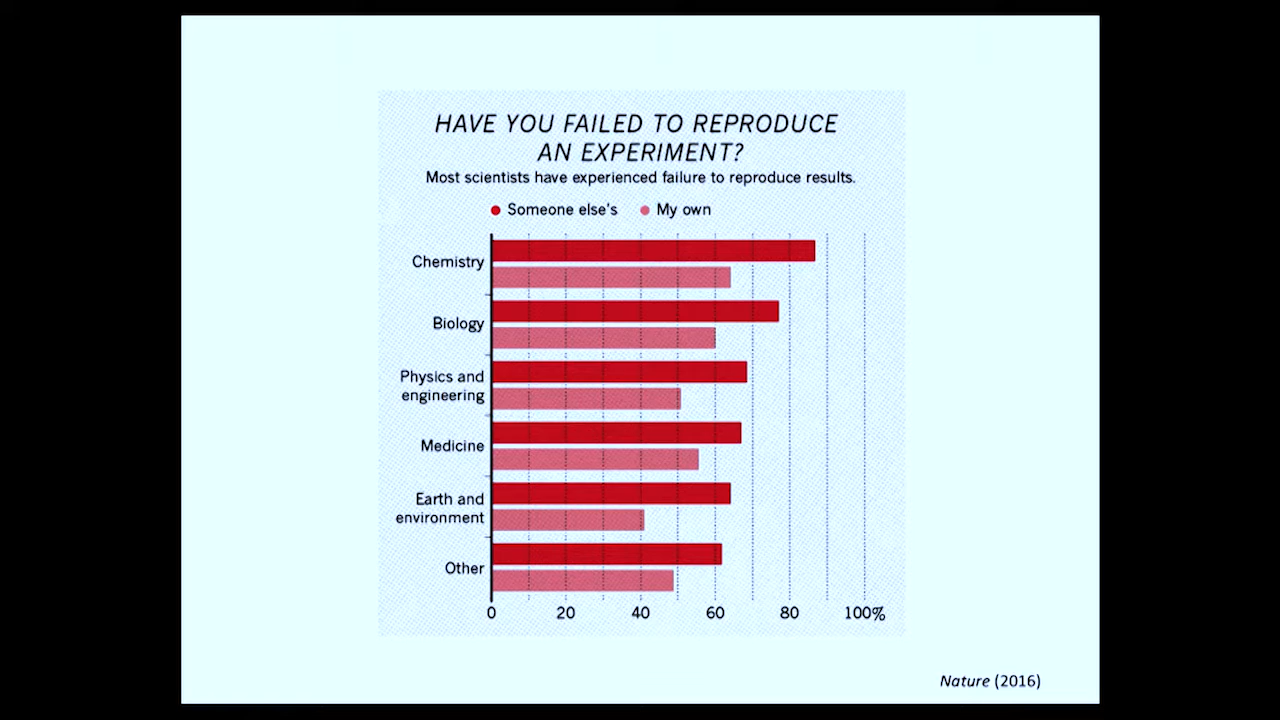 HAVE YOU FAILED TO REPRODUCE
AN EXPERIMENT?
Most scientists have experienced failure to reproduce results.
Someone else's My own
Chemistry
Biology
Physics and
engineering
Medicine
Earth and
environment
Other
0 20 40 60 80 100%
Nature (2016)